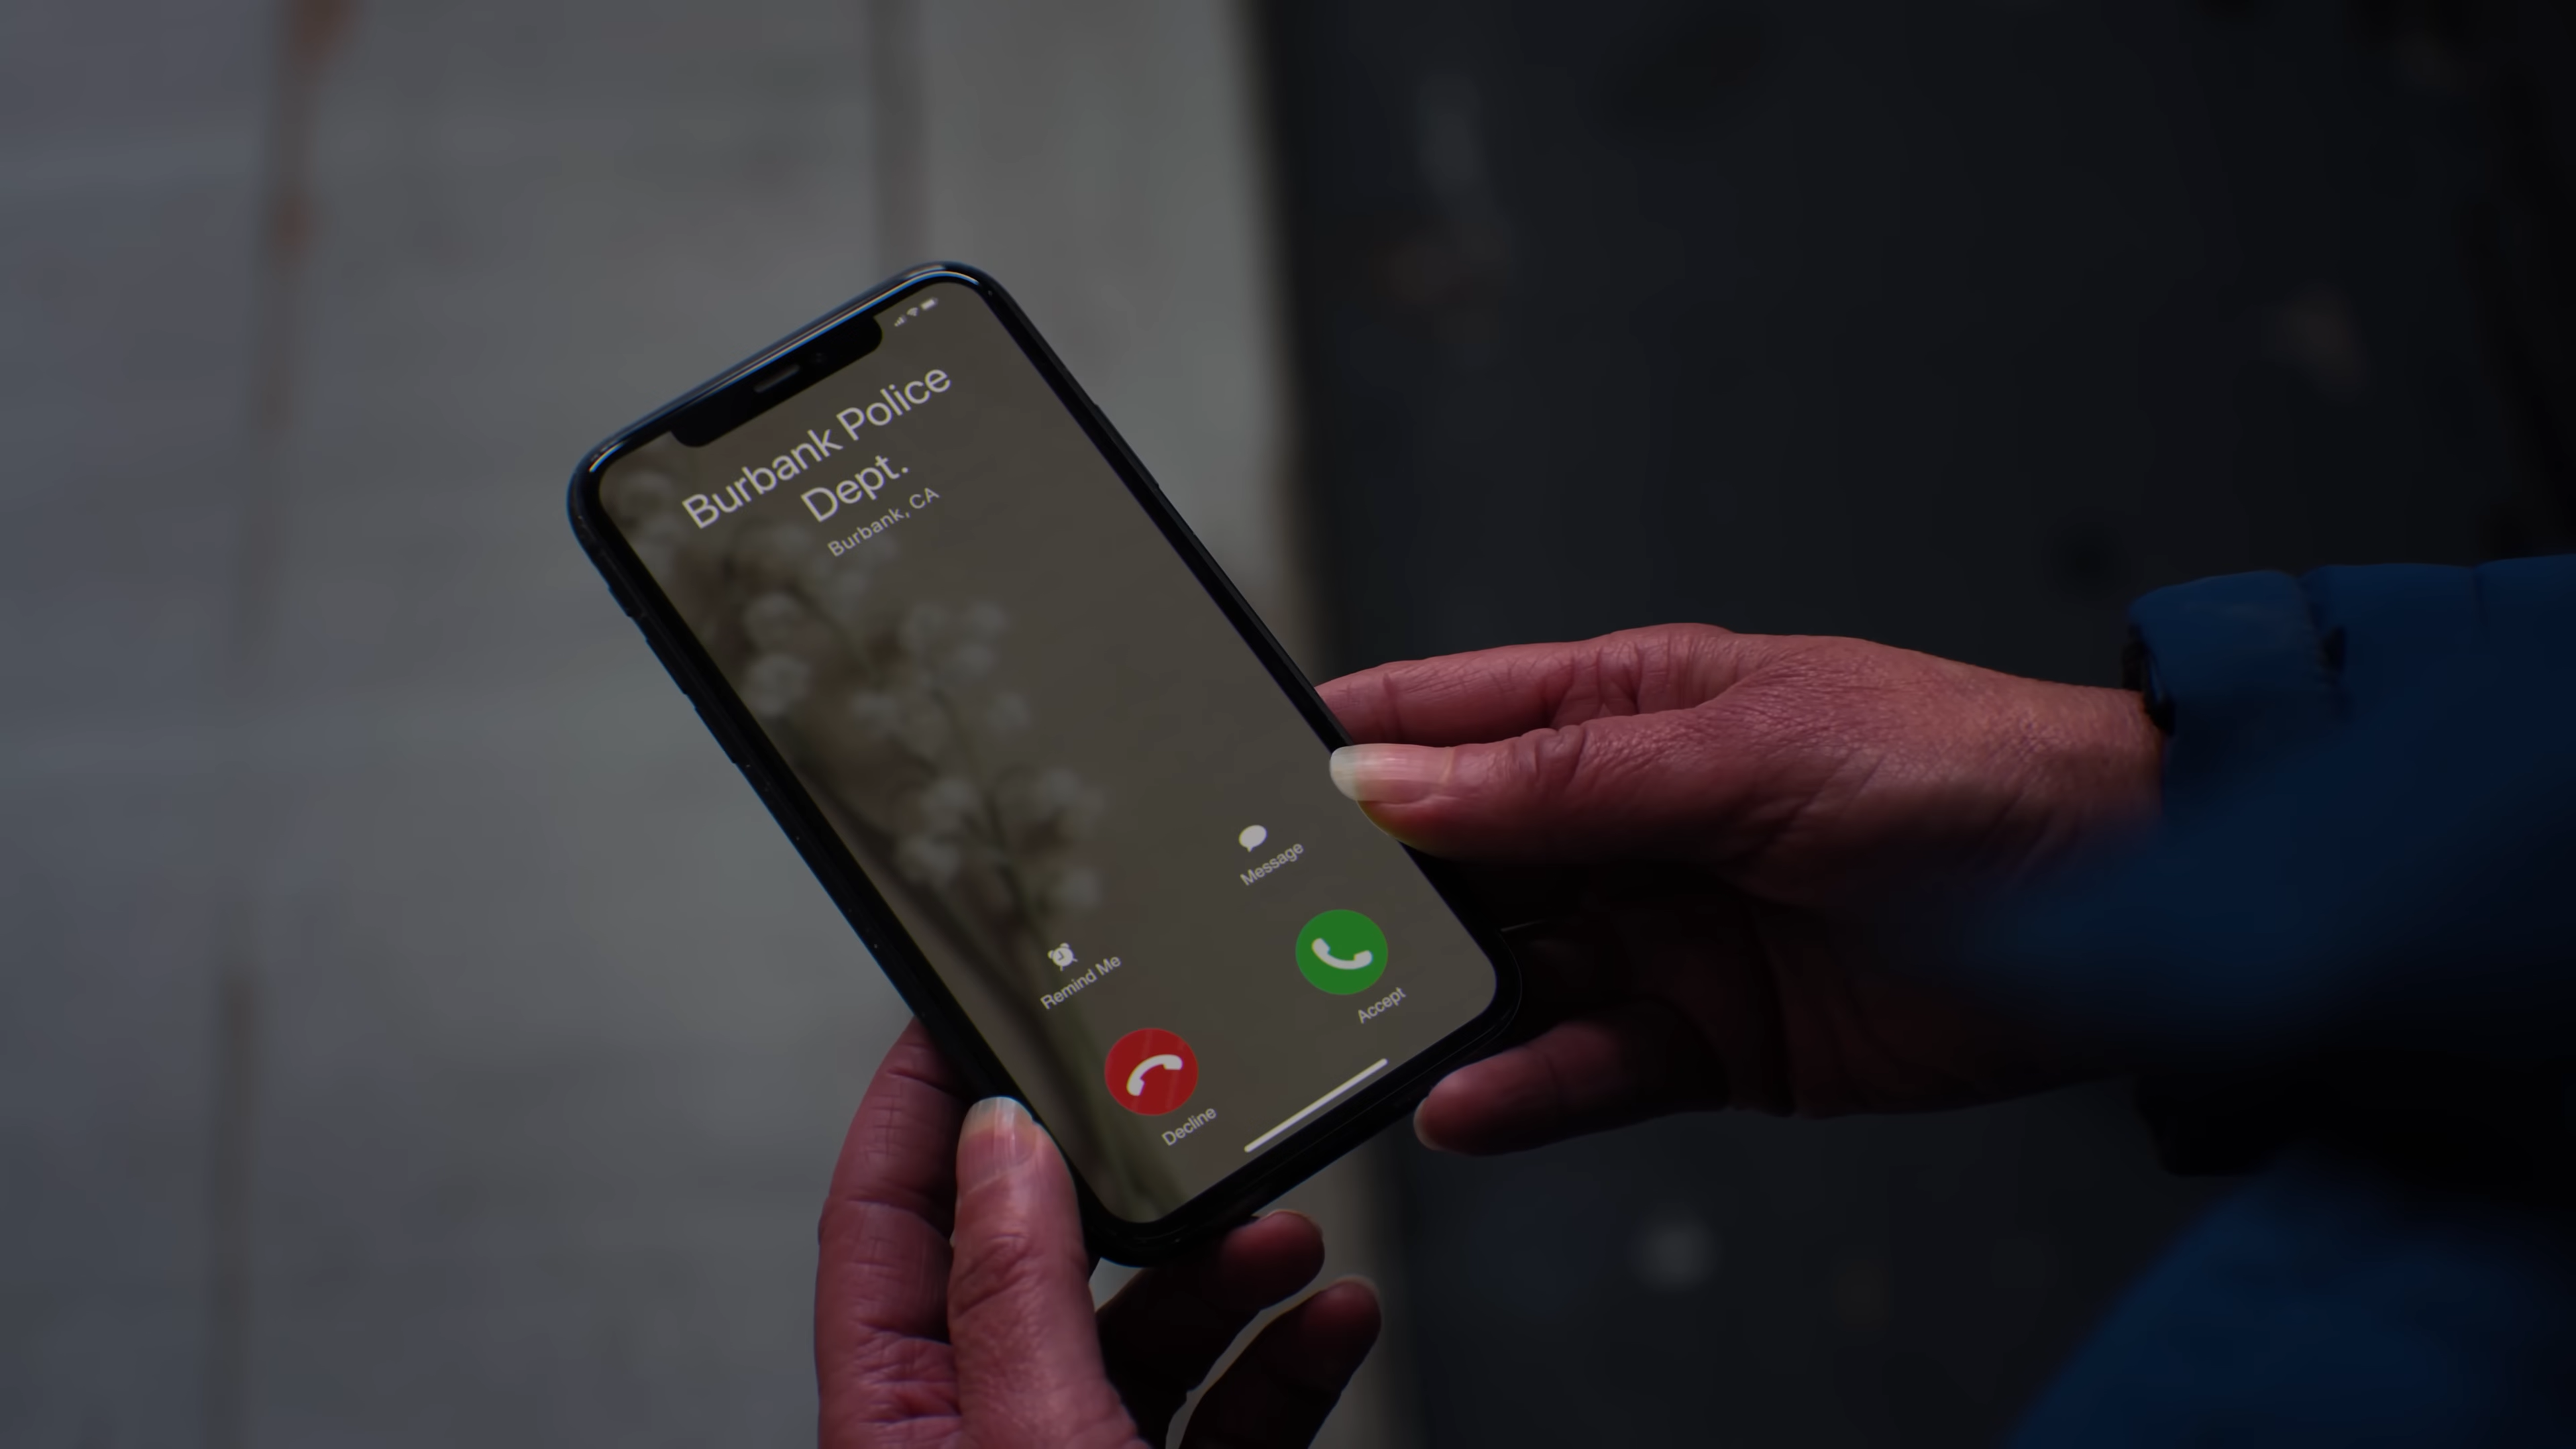 Burbank Police
Dept.
Burbank, CA
Message
Remind Me
Accept
Decline